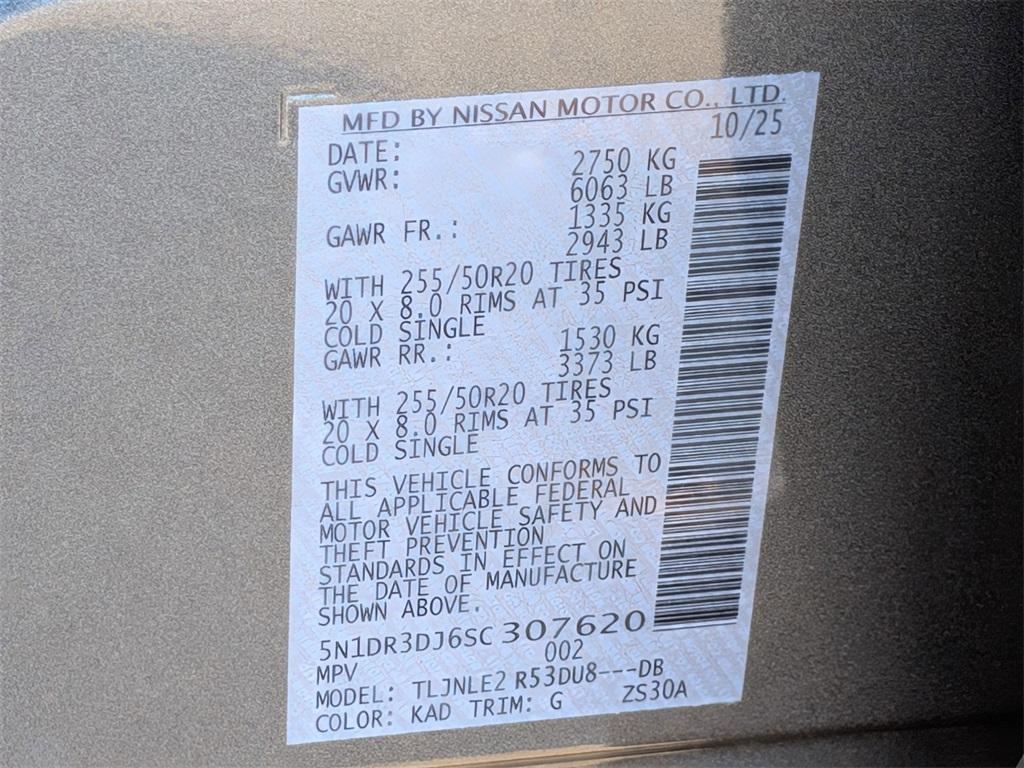 MFD BY NISSAN MOTOR CO., LTD.
DATE: 10/25
GVWR: 2750 KG
6063 LB
GAWR FR.: 1335 KG
2943 LB
WITH 255/50R20 TIRES
20 X 8.0 RIMS AT 35 PSI
COLD SINGLE
GAWR RR.: 1530 KG
3373 LB
WITH 255/50R20 TIRES
20 X 8.0 RIMS AT 35 PSI
COLD SINGLE
THIS VEHICLE CONFORMS TO
ALL APPLICABLE FEDERAL
MOTOR VEHICLE SAFETY AND
THEFT PREVENTION
STANDARDS IN EFFECT ON
THE DATE OF MANUFACTURE
SHOWN ABOVE.
5N1DR3DJ6SC 307620
MPV 002
MODEL: TLJNLE2 R53DU8---DB
COLOR: KAD TRIM: G ZS30A